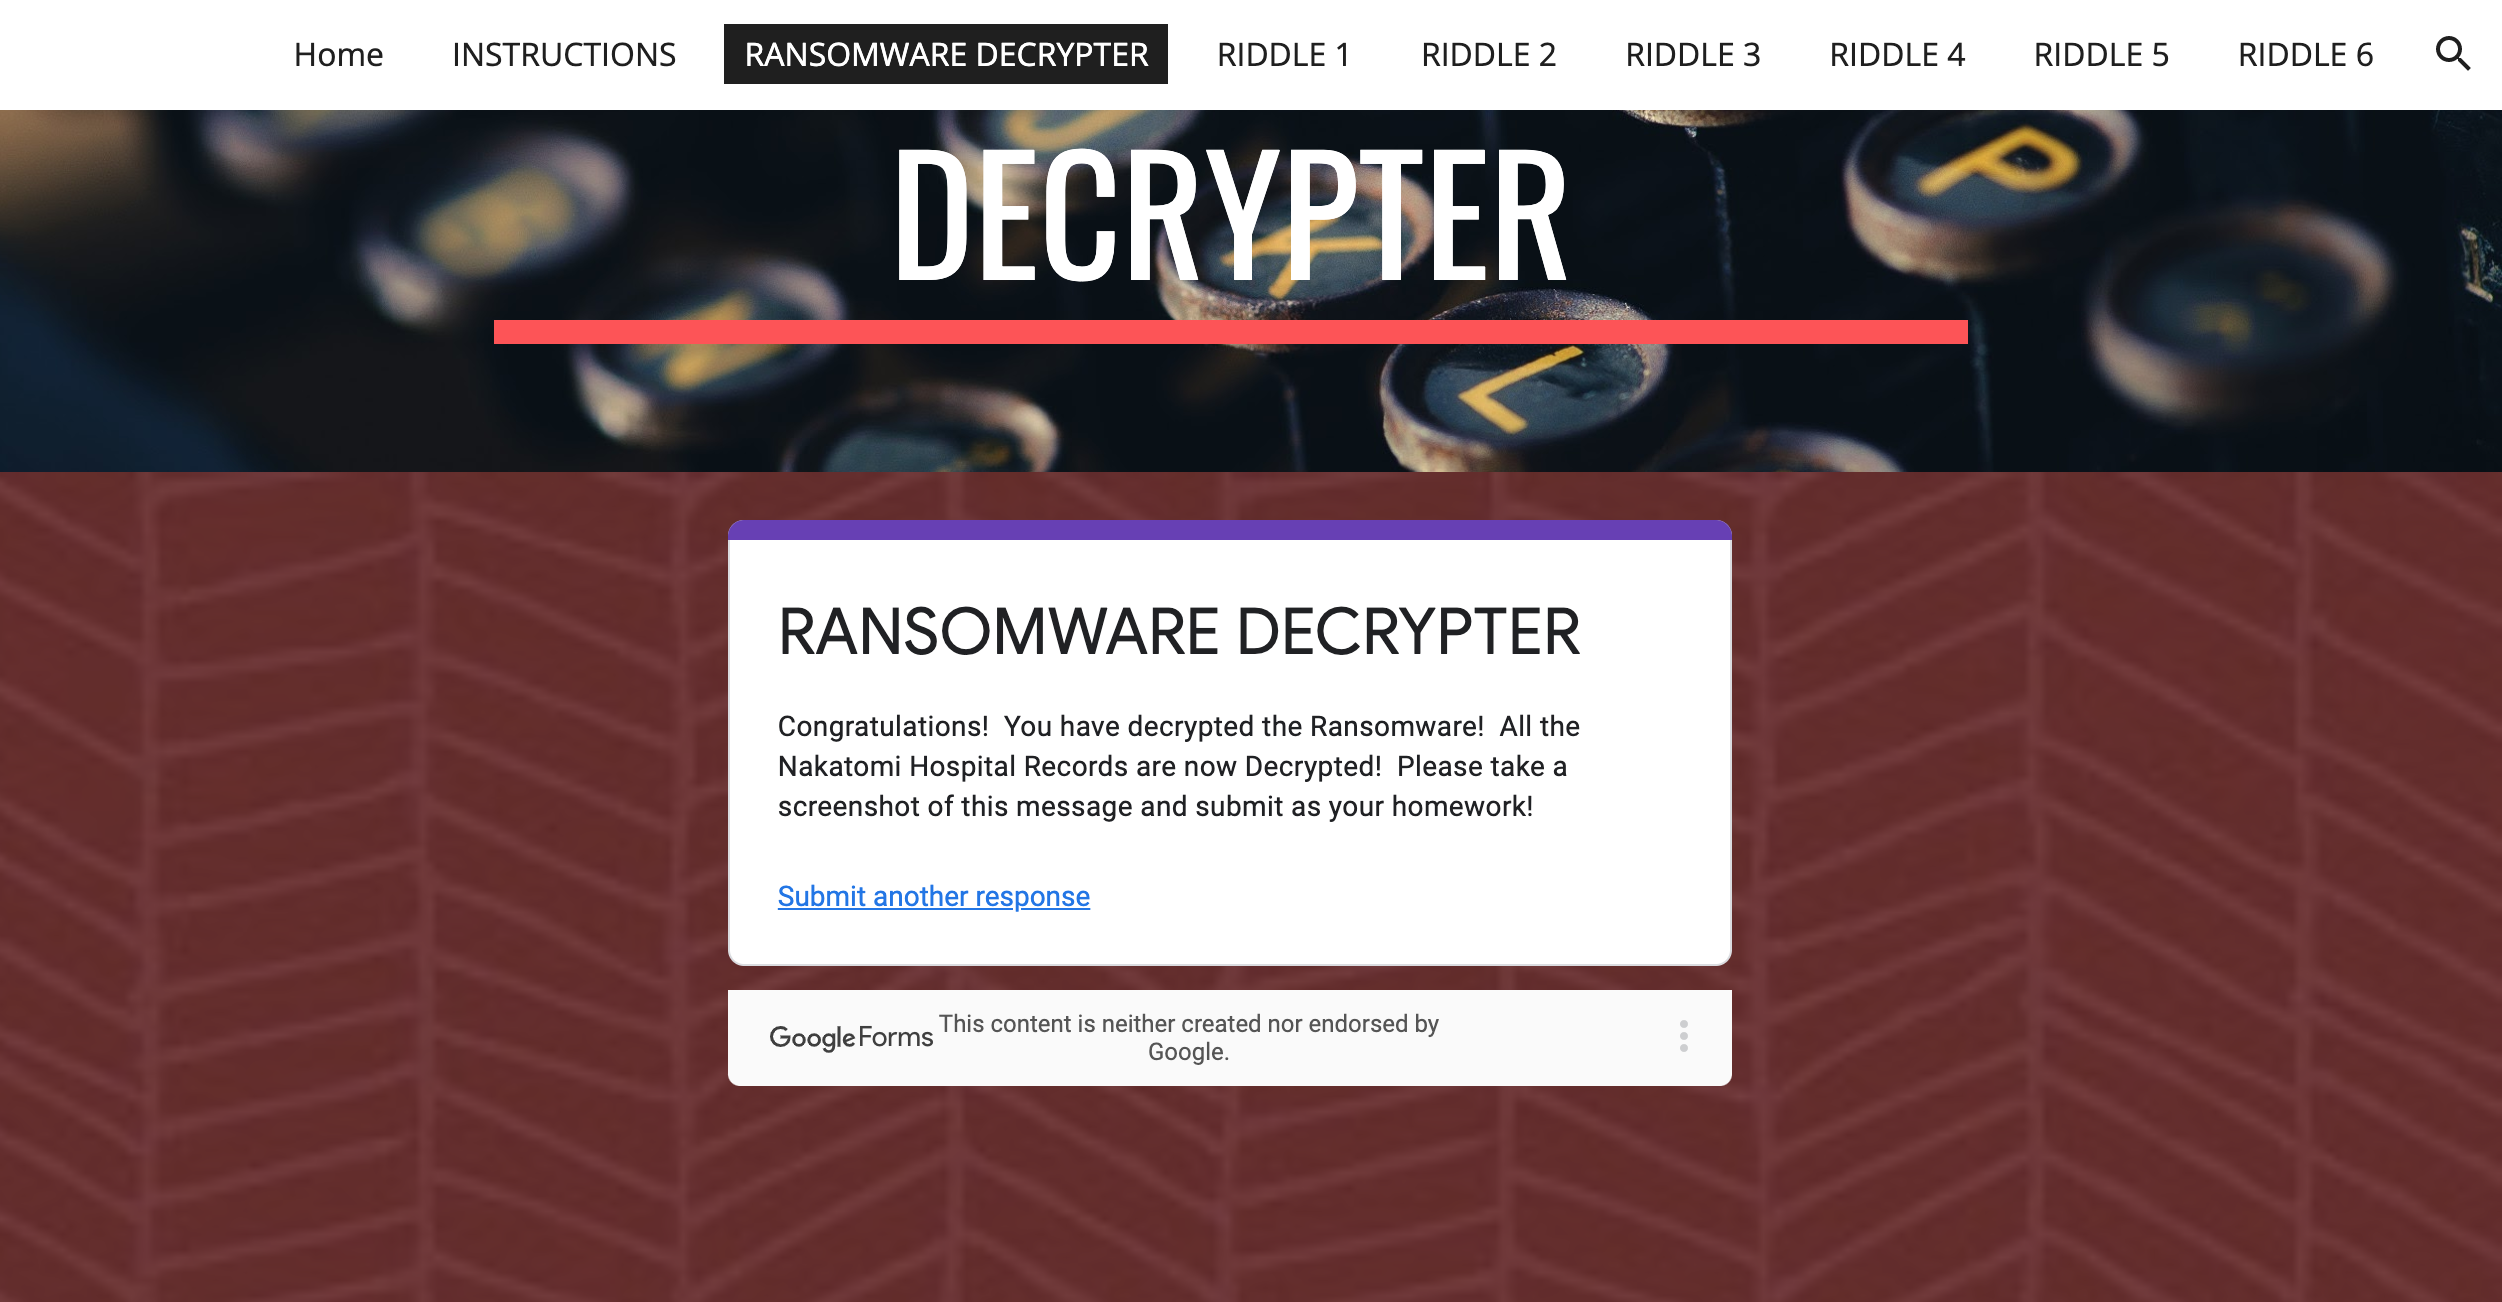 Home INSTRUCTIONS RANSOMWARE DECRYPTER RIDDLE 1 RIDDLE 2 RIDDLE 3 RIDDLE 4 RIDDLE 5 RIDDLE 6
DECRYPTER
P
K
L
RANSOMWARE DECRYPTER
Congratulations!  You have decrypted the Ransomware!  All the
Nakatomi Hospital Records are now Decrypted!  Please take a
screenshot of this message and submit as your homework!
Submit another response
Google Forms
This content is neither created nor endorsed by
Google.